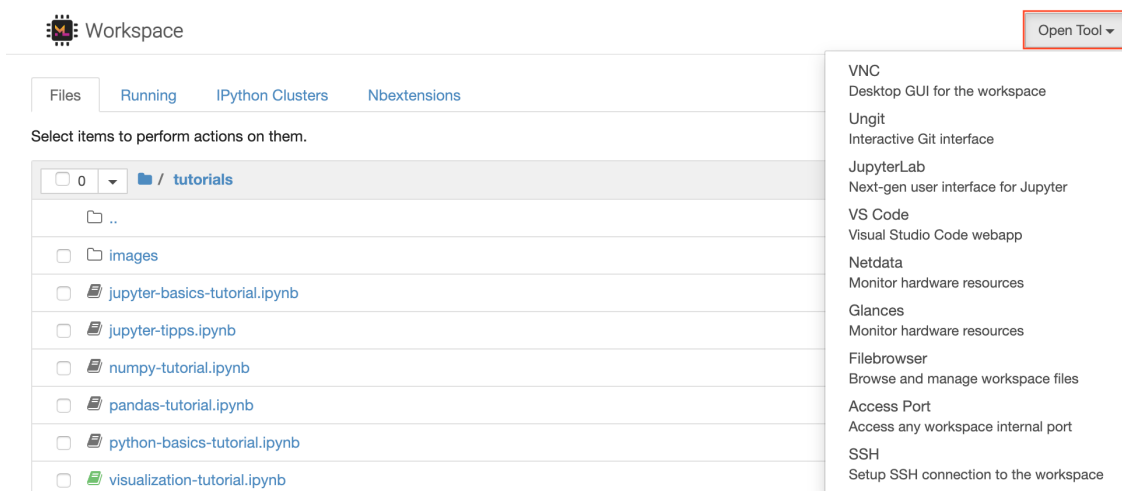 ML Workspace
Open Tool
Files Running IPython Clusters Nbextensions
Select items to perform actions on them.
0 / tutorials
..
images
jupyter-basics-tutorial.ipynb
jupyter-tipps.ipynb
numpy-tutorial.ipynb
pandas-tutorial.ipynb
python-basics-tutorial.ipynb
visualization-tutorial.ipynb
VNC
Desktop GUI for the workspace
Ungit
Interactive Git interface
JupyterLab
Next-gen user interface for Jupyter
VS Code
Visual Studio Code webapp
Netdata
Monitor hardware resources
Glances
Monitor hardware resources
Filebrowser
Browse and manage workspace files
Access Port
Access any workspace internal port
SSH
Setup SSH connection to the workspace